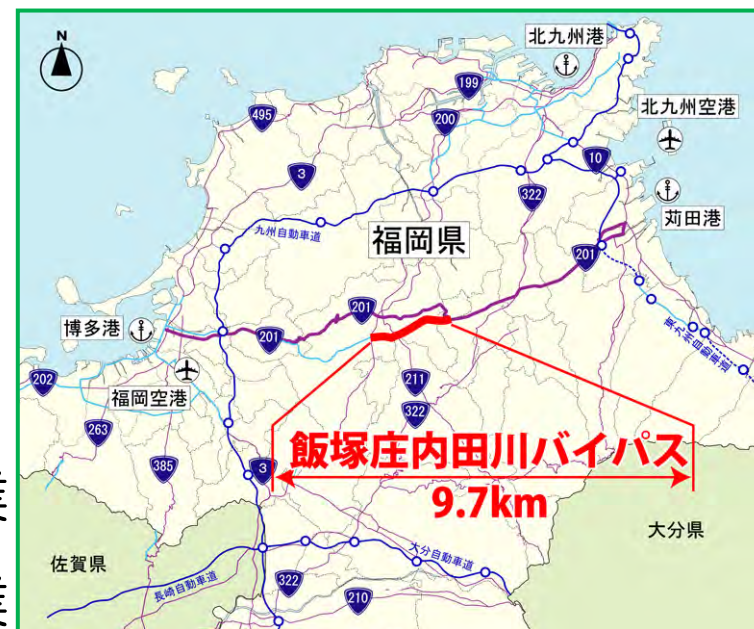 N
北九州港
199
495
200
北九州空港
3
10
322
苅田港
九州自動車道
福岡県
201
201
博多港
201
東九州自動車道
202
福岡空港
211
322
263
385
3
飯塚庄内田川バイパス
9.7km
大分県
佐賀県
大分自動車道
長崎自動車道
322
210